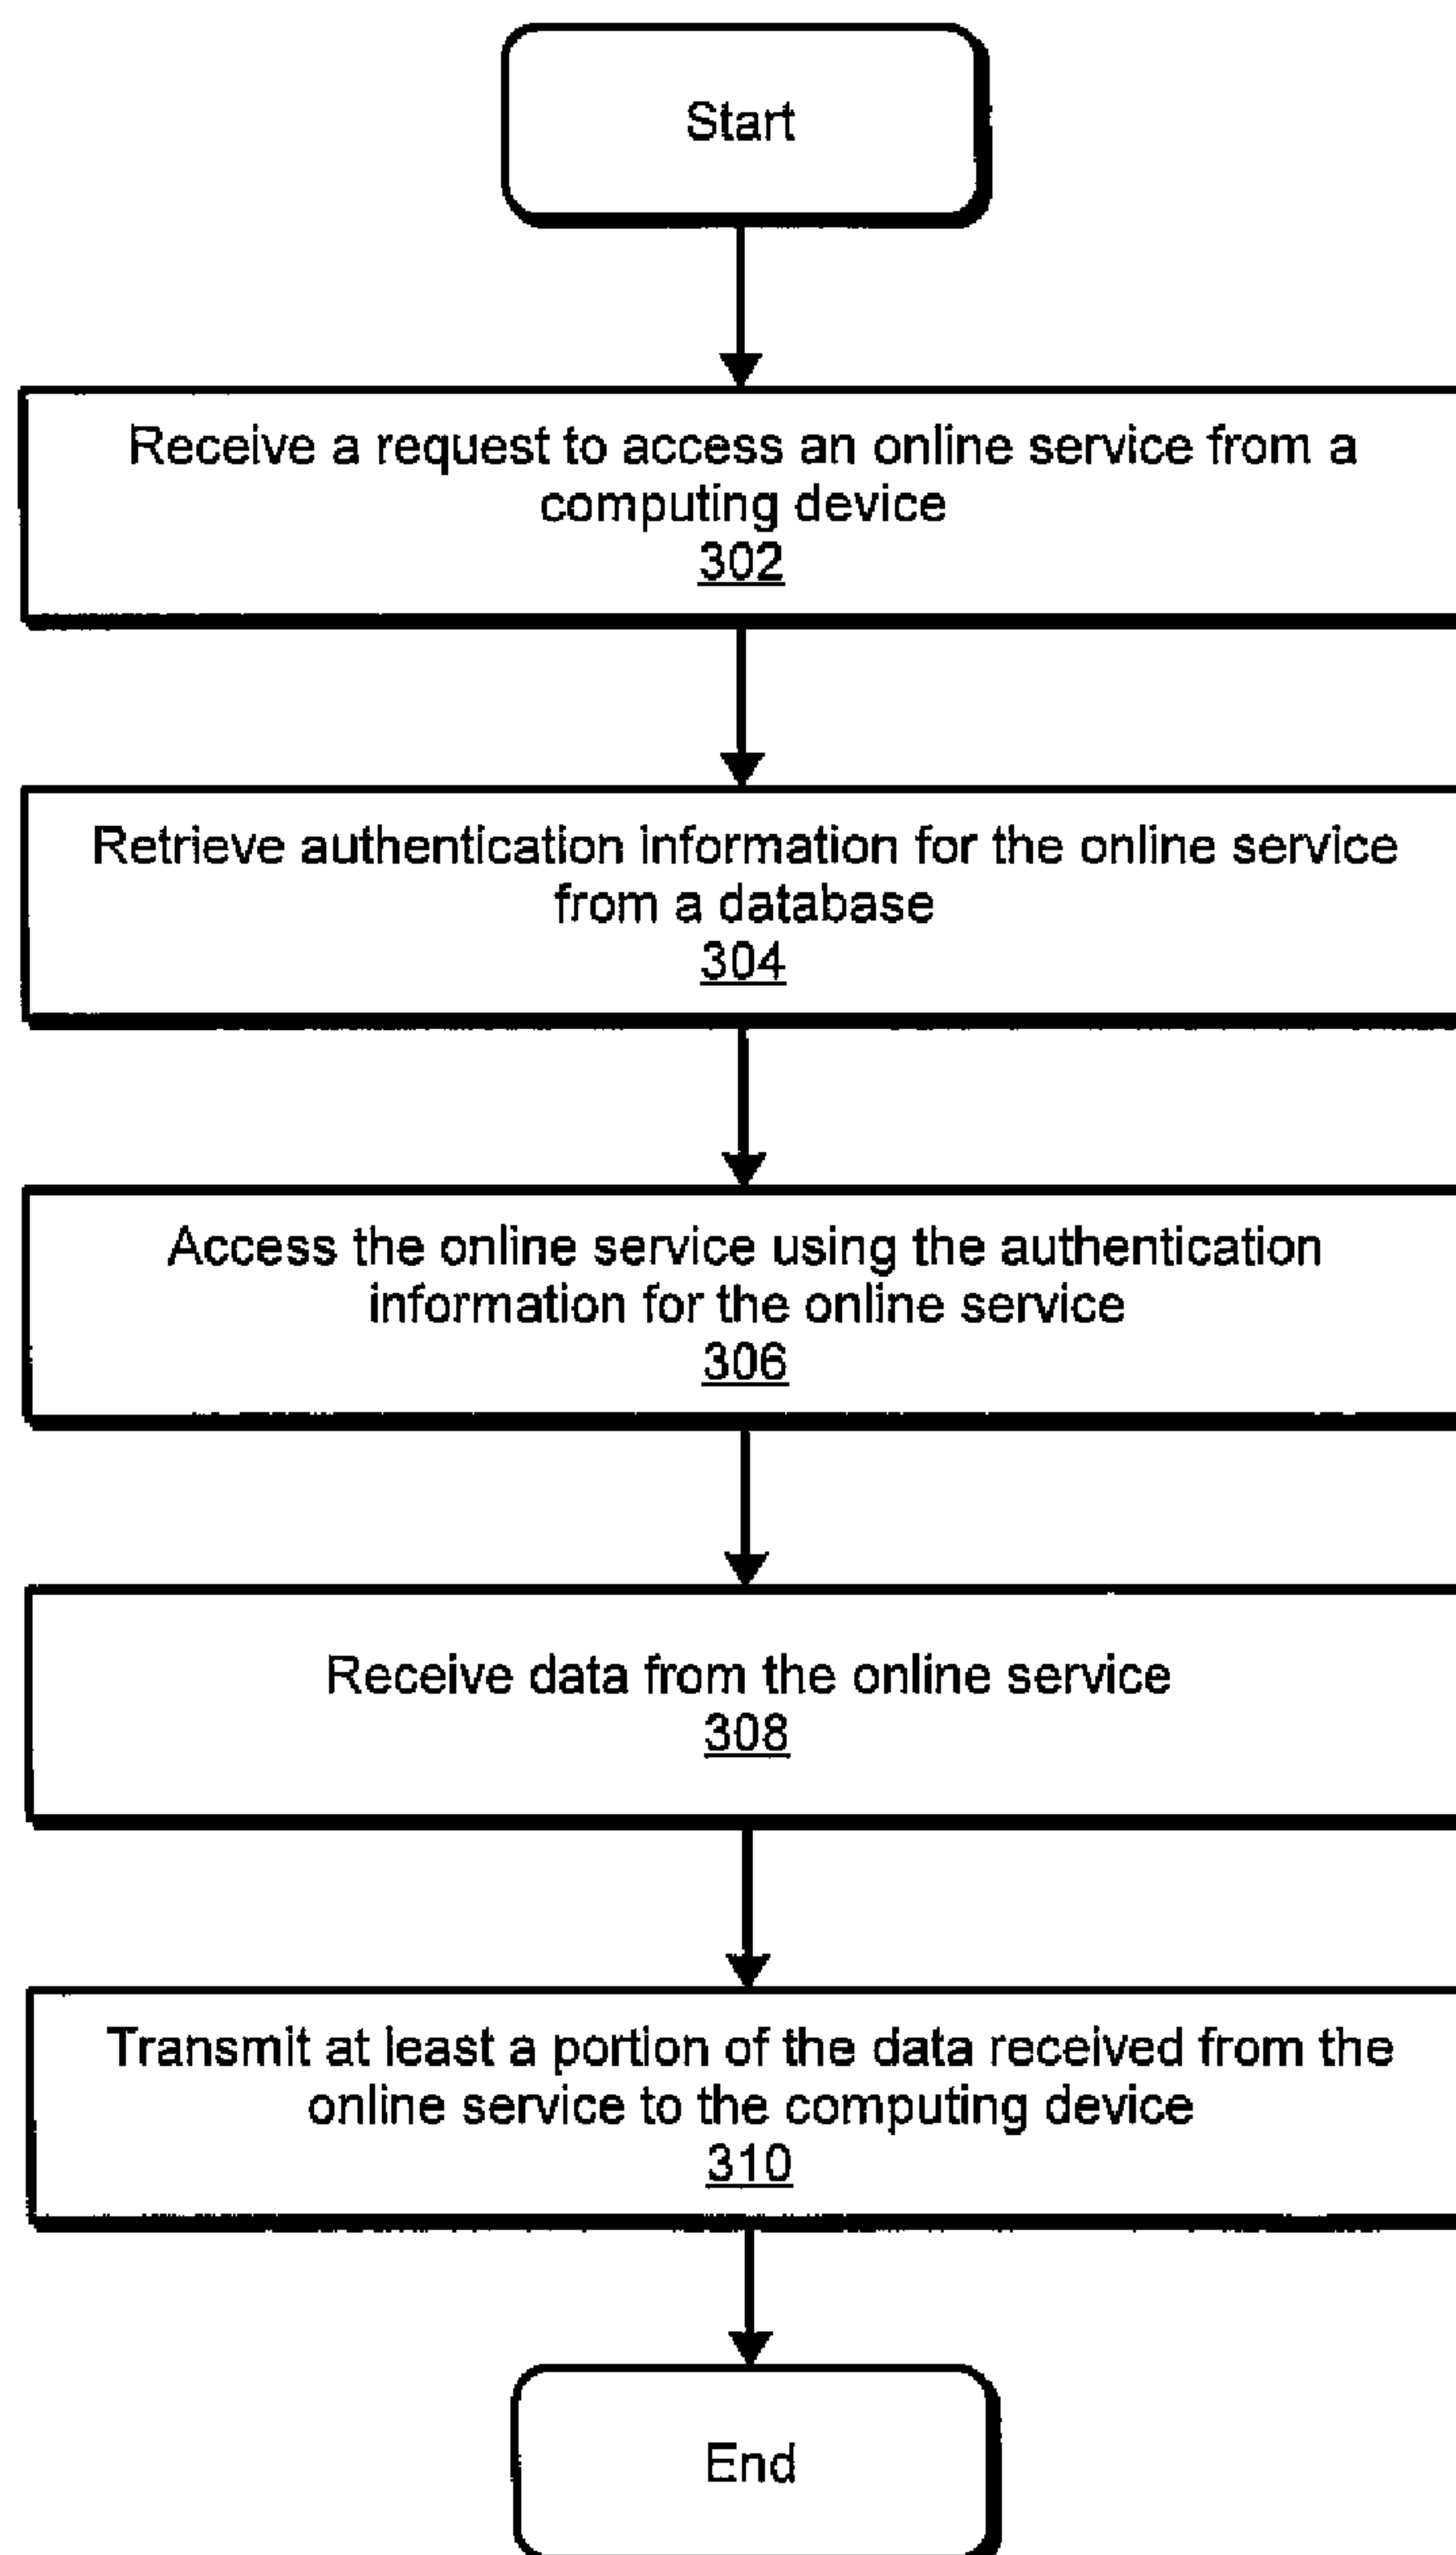 Start
Receive a request to access an online service from a
computing device
302
Retrieve authentication information for the online service
from a database
304
Access the online service using the authentication
information for the online service
306
Receive data from the online service
308
Transmit at least a portion of the data received from the
online service to the computing device
310
End